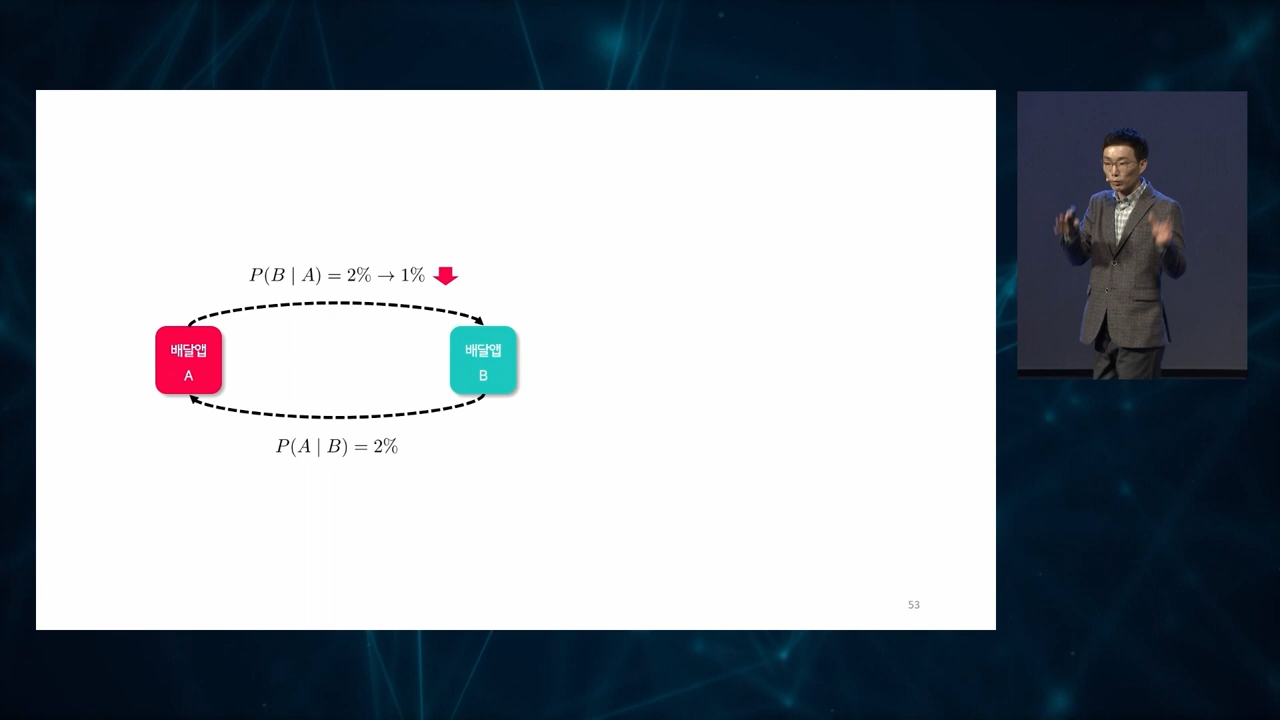 P(B | A) = 2% → 1%
배달앱
A
배달앱
B
P(A | B) = 2%
53